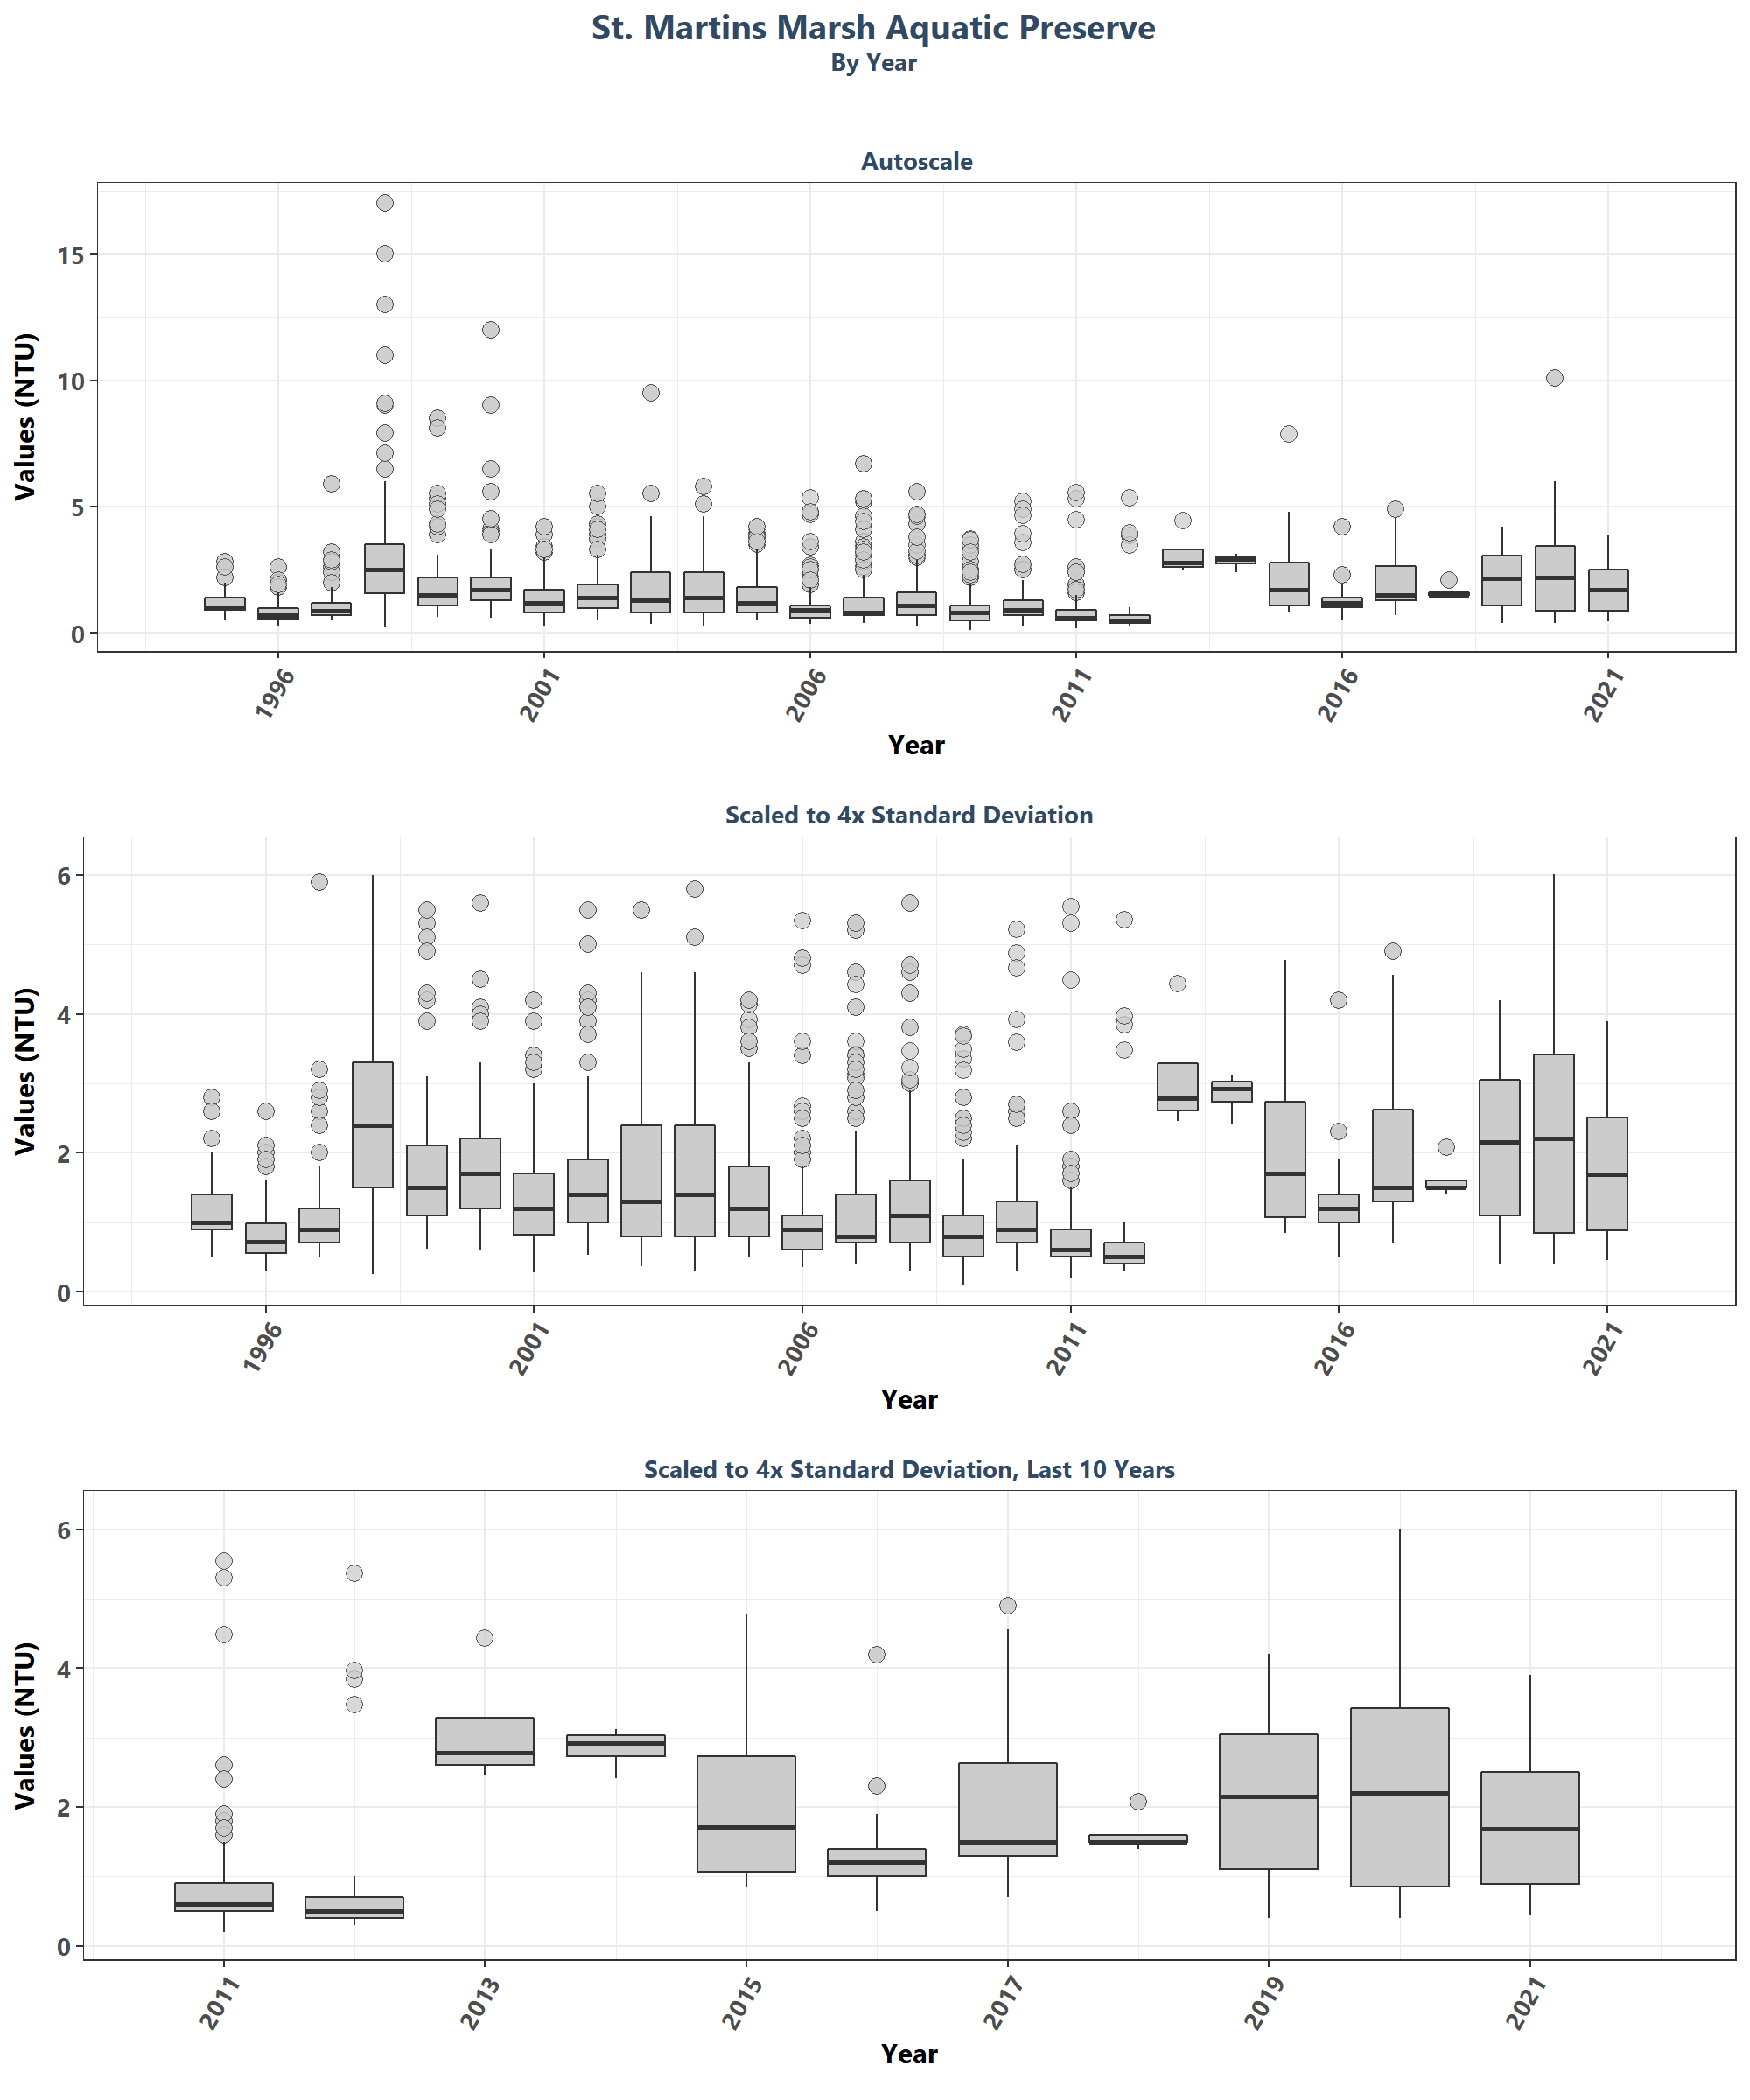 St. Martins Marsh Aquatic Preserve
By Year
Autoscale
Values (NTU)
15
10
5
0
1996
2001
2006
2011
2016
2021
Year
Scaled to 4x Standard Deviation
Values (NTU)
6
4
2
0
1996
2001
2006
2011
2016
2021
Year
Scaled to 4x Standard Deviation, Last 10 Years
Values (NTU)
6
4
2
0
2011
2013
2015
2017
2019
2021
Year